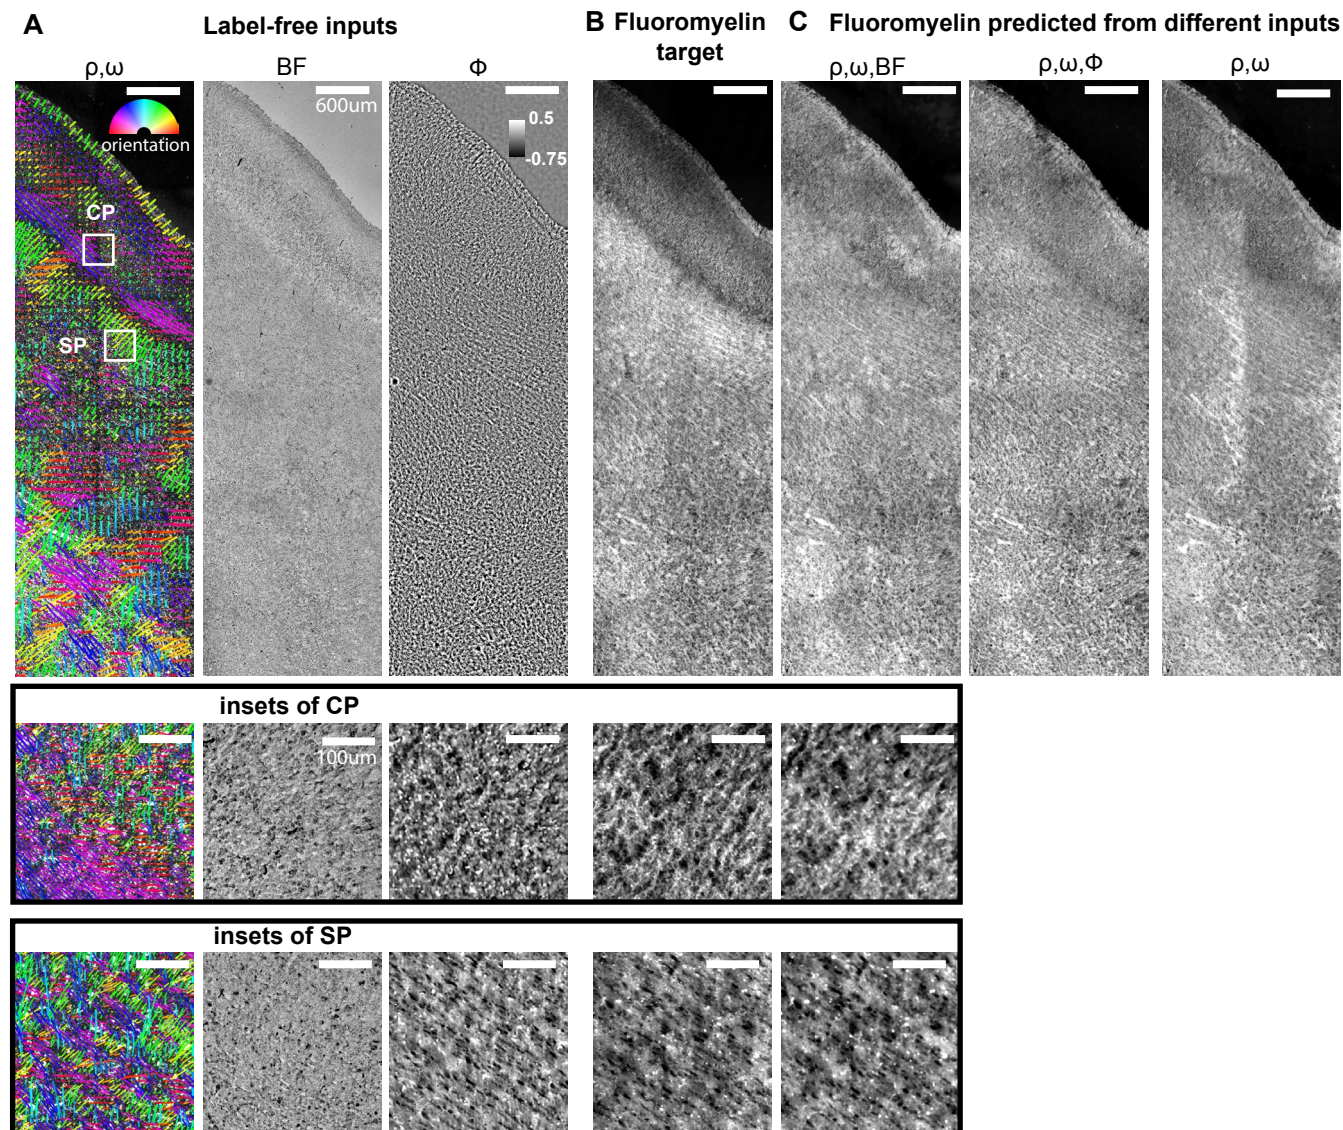 A
Label-free inputs
B Fluoromyelin
target
C Fluoromyelin predicted from different inputs
ρ,ω
BF
Φ
ρ,ω,BF
ρ,ω,Φ
ρ,ω
orientation
600um
0.5
-0.75
CP
SP
insets of CP
100um
insets of SP